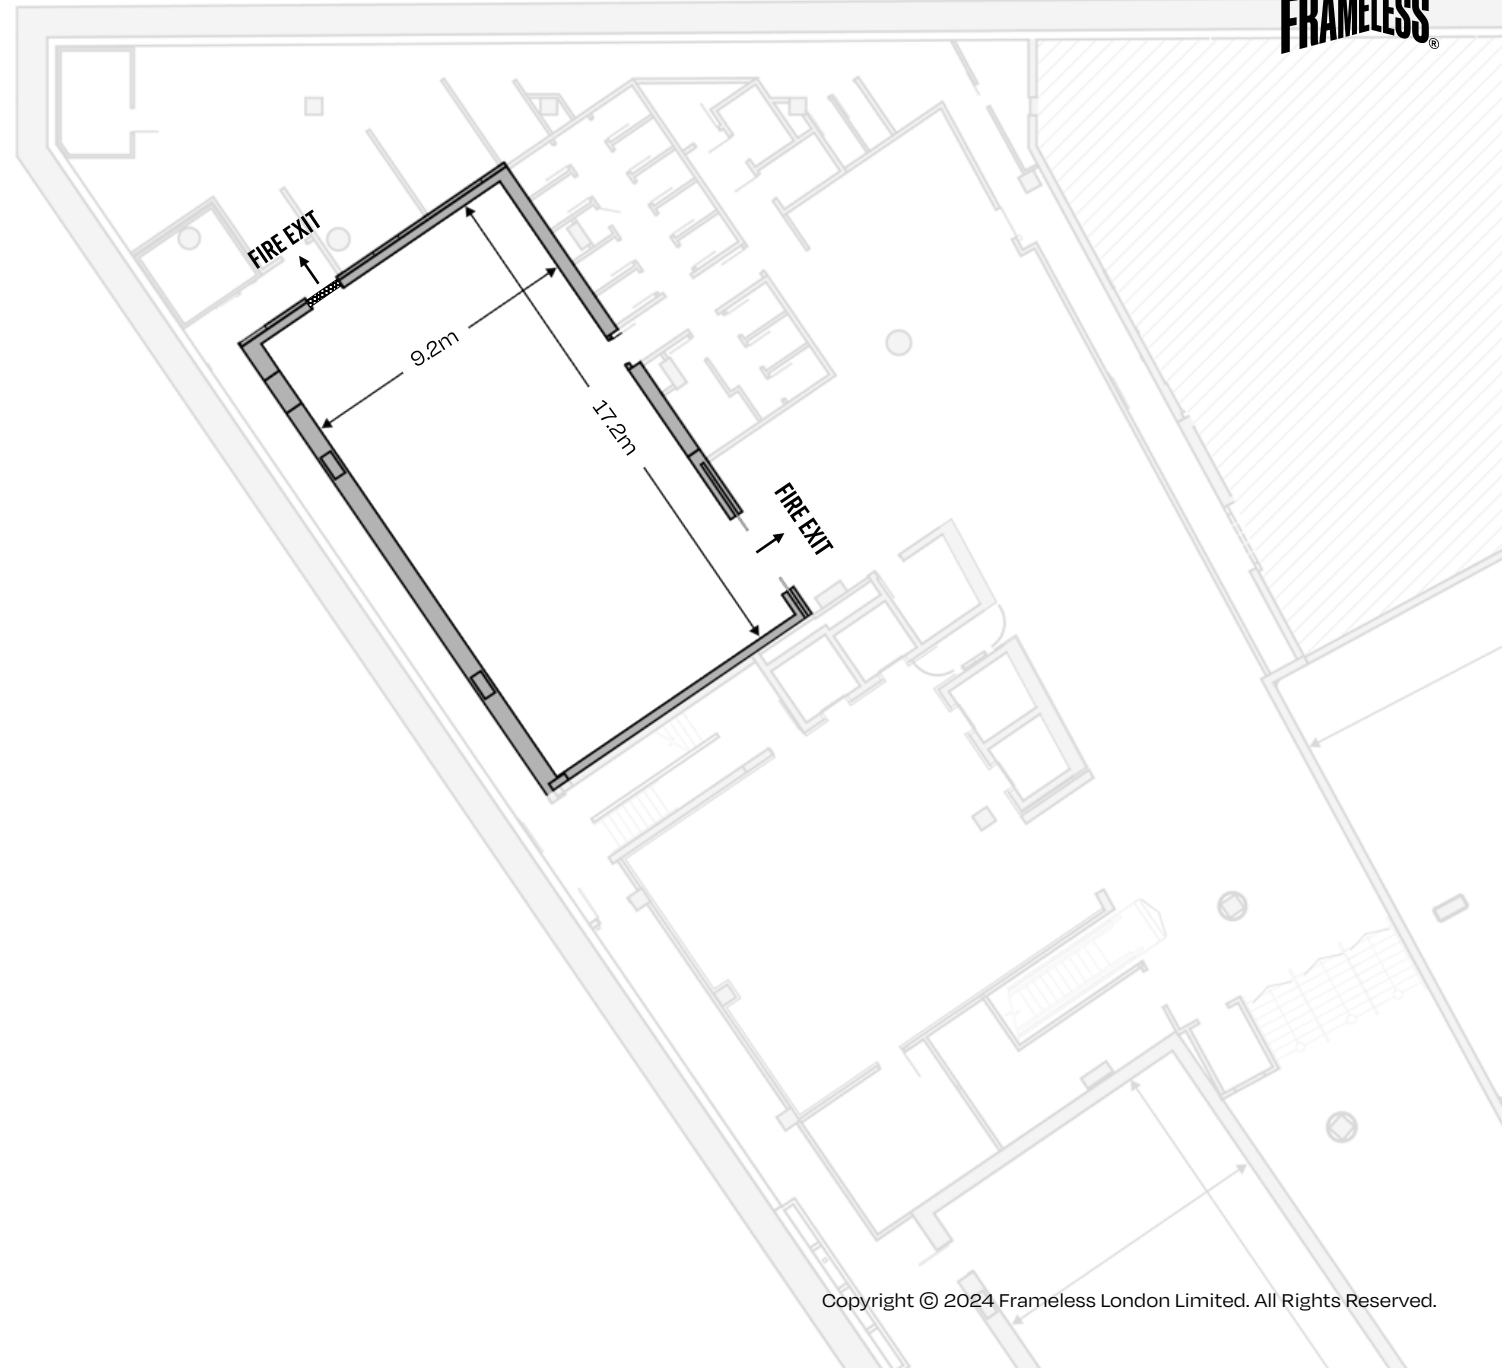 FRAMELESS®
FIRE EXIT
9.2m
17.2m
FIRE EXIT
Copyright © 2024 Frameless London Limited. All Rights Reserved.